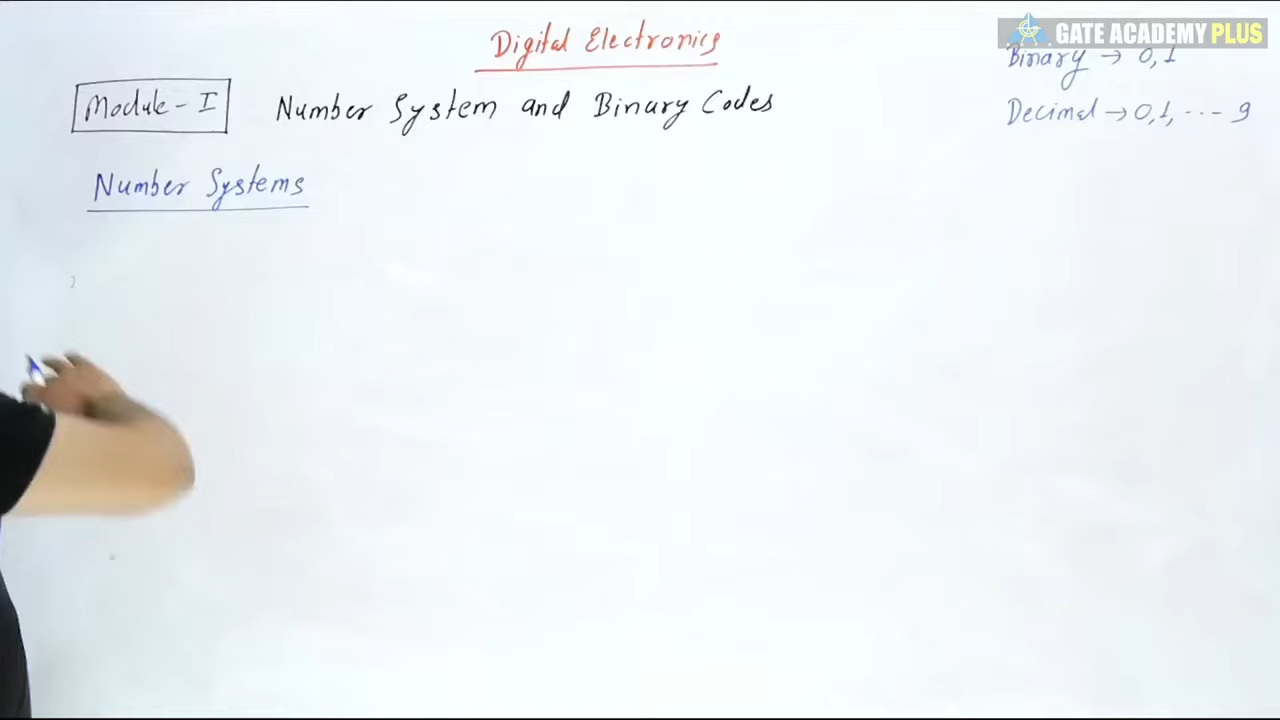 Digital Electronics
GATE ACADEMY PLUS
Binary → 0,1
Module - I Number System and Binary Codes
Decimal → 0,1, --- 9
Number Systems